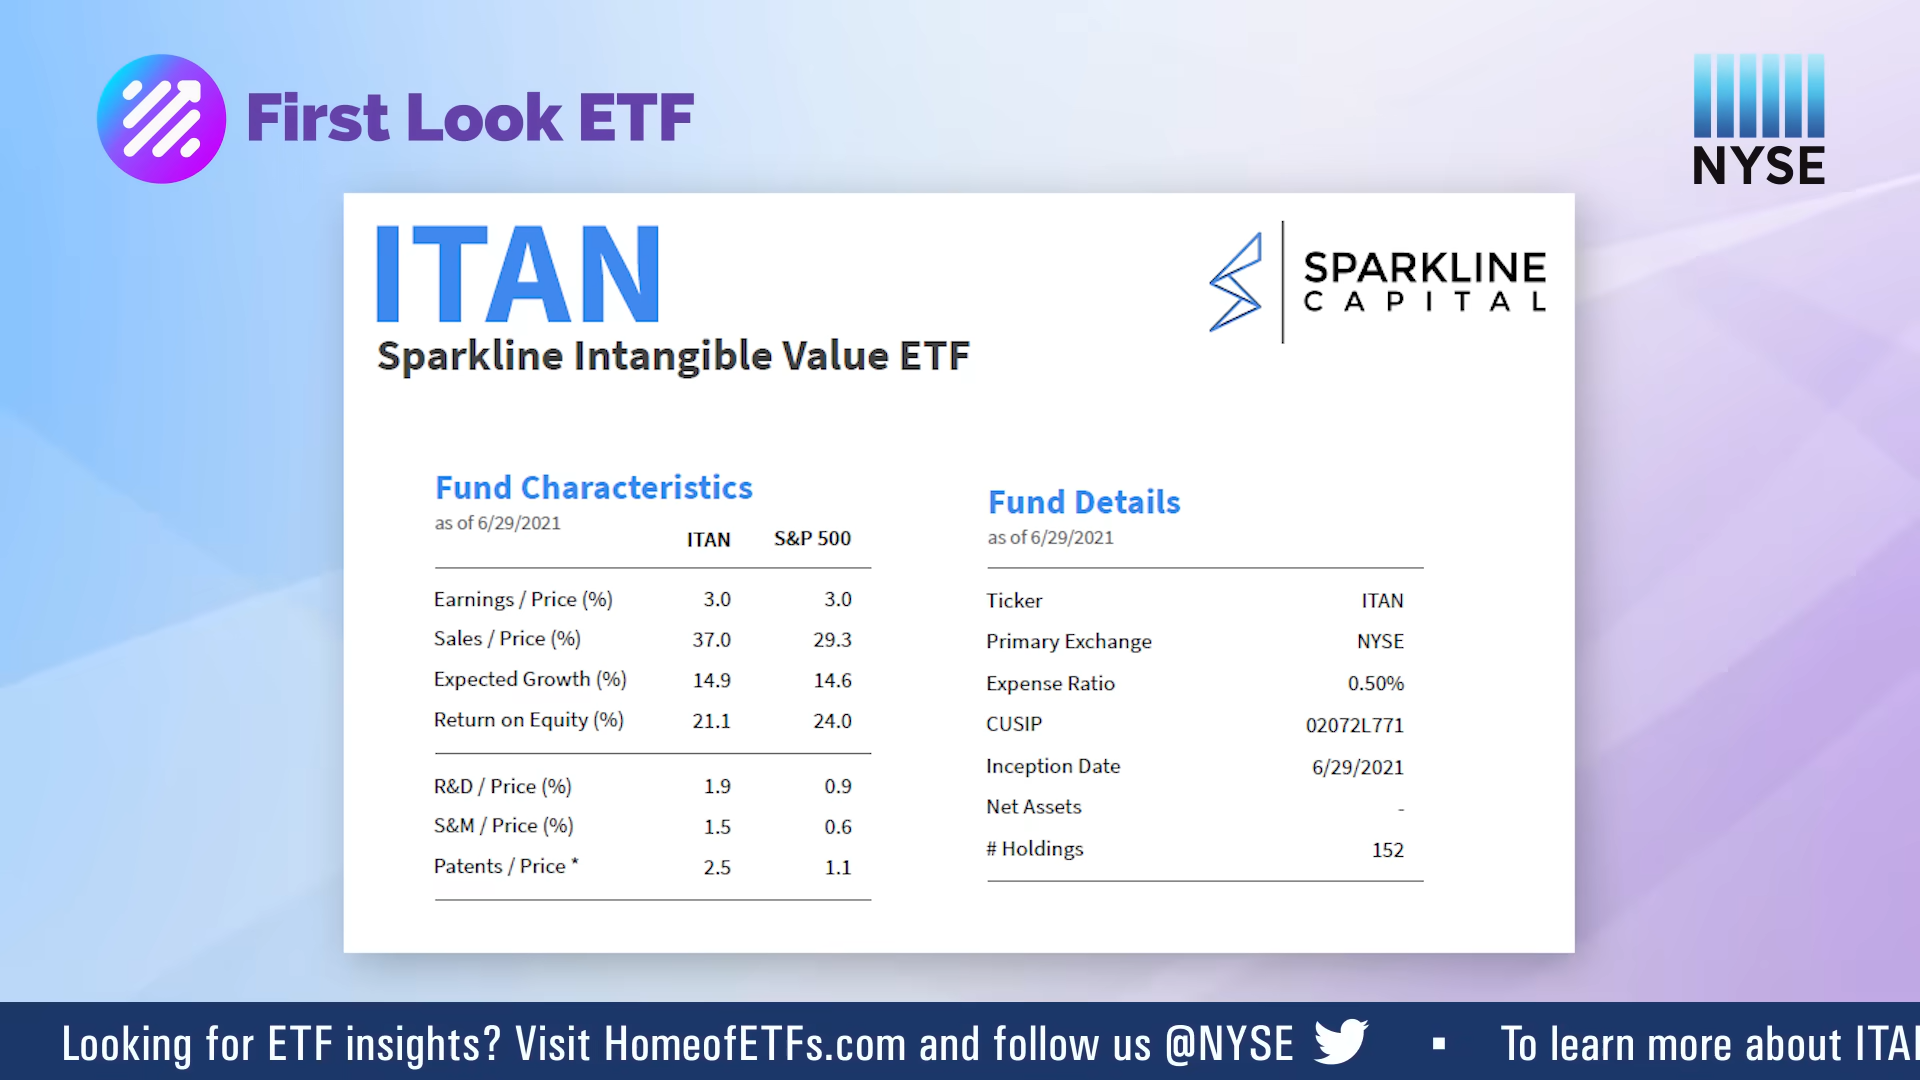 First Look ETF
NYSE
ITAN
SPARKLINE
CAPITAL
Sparkline Intangible Value ETF
Fund Characteristics
as of 6/29/2021
ITAN S&P 500
Earnings / Price (%) 3.0 3.0
Sales / Price (%) 37.0 29.3
Expected Growth (%) 14.9 14.6
Return on Equity (%) 21.1 24.0
R&D / Price (%) 1.9 0.9
S&M / Price (%) 1.5 0.6
Patents / Price * 2.5 1.1
Fund Details
as of 6/29/2021
Ticker ITAN
Primary Exchange NYSE
Expense Ratio 0.50%
CUSIP 02072L771
Inception Date 6/29/2021
Net Assets -
# Holdings 152
Looking for ETF insights? Visit HomeofETFs.com and follow us @NYSE ▪ To learn more about ITAN